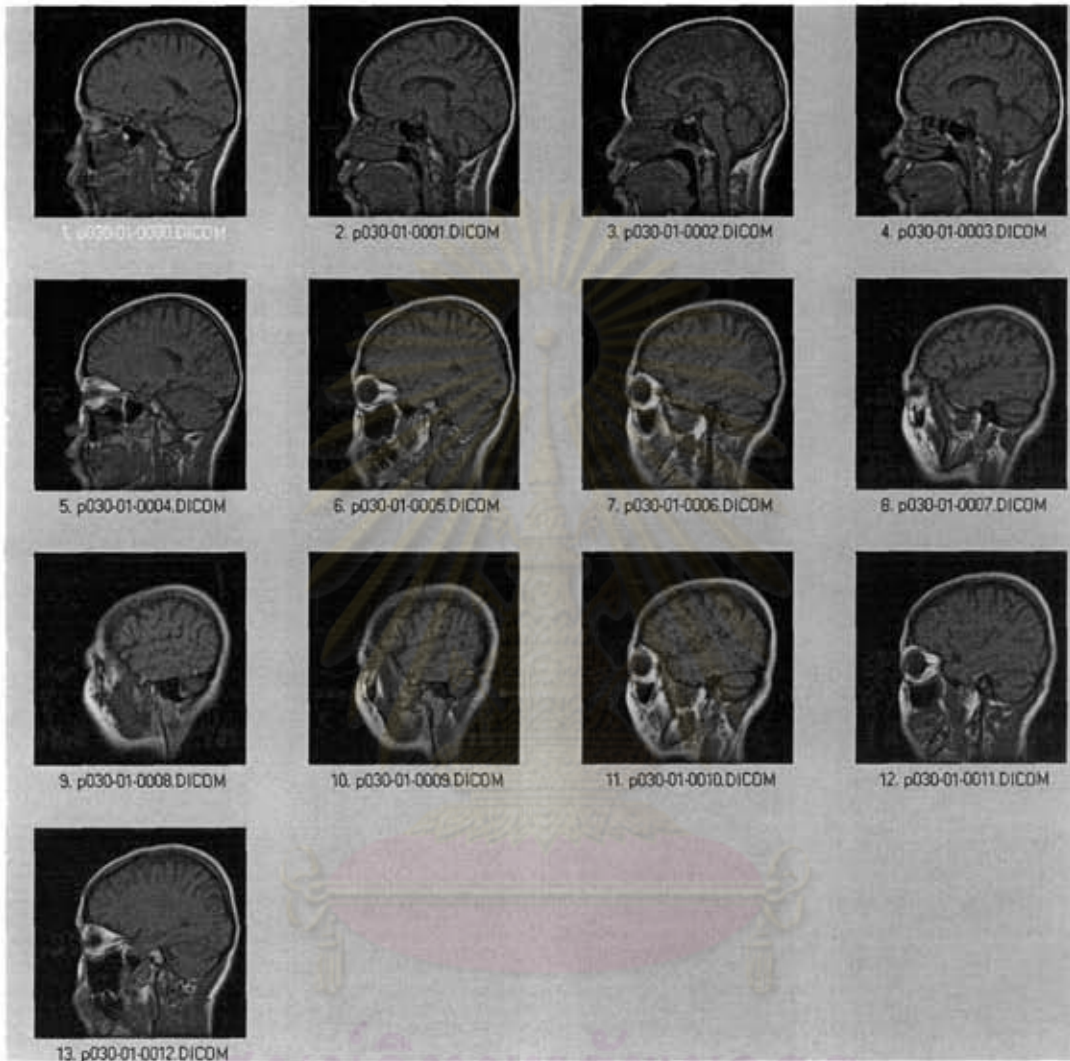 1. p030-01-0000.DICOM
2. p030-01-0001.DICOM
3. p030-01-0002.DICOM
4. p030-01-0003.DICOM
5. p030-01-0004.DICOM
6. p030-01-0005.DICOM
7. p030-01-0006.DICOM
8. p030-01-0007.DICOM
9. p030-01-0008.DICOM
10. p030-01-0009.DICOM
11. p030-01-0010.DICOM
12. p030-01-0011.DICOM
13. p030-01-0012.DICOM